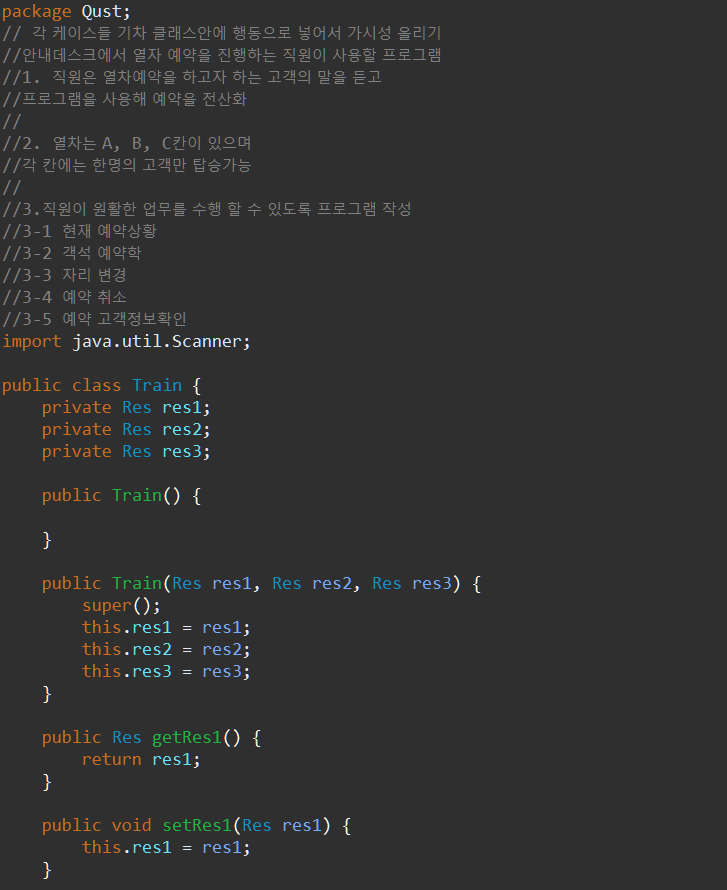 package Qust;
// 각 케이스들 기차 클래스안에 행동으로 넣어서 가시성 올리기
//안내데스크에서 열자 예약을 진행하는 직원이 사용할 프로그램
//1. 직원은 열차예약을 하고자 하는 고객의 말을 듣고
//프로그램을 사용해 예약을 전산화
//
//2. 열차는 A, B, C칸이 있으며
//각 칸에는 한명의 고객만 탑승가능
//
//3.직원이 원활한 업무를 수행 할 수 있도록 프로그램 작성
//3-1 현재 예약상황
//3-2 객석 예약학
//3-3 자리 변경
//3-4 예약 취소
//3-5 예약 고객정보확인
import java.util.Scanner;
public class Train {
private Res res1;
private Res res2;
private Res res3;
public Train() {
}
public Train(Res res1, Res res2, Res res3) {
super();
this.res1 = res1;
this.res2 = res2;
this.res3 = res3;
}
public Res getRes1() {
return res1;
}
public void setRes1(Res res1) {
this.res1 = res1;
}